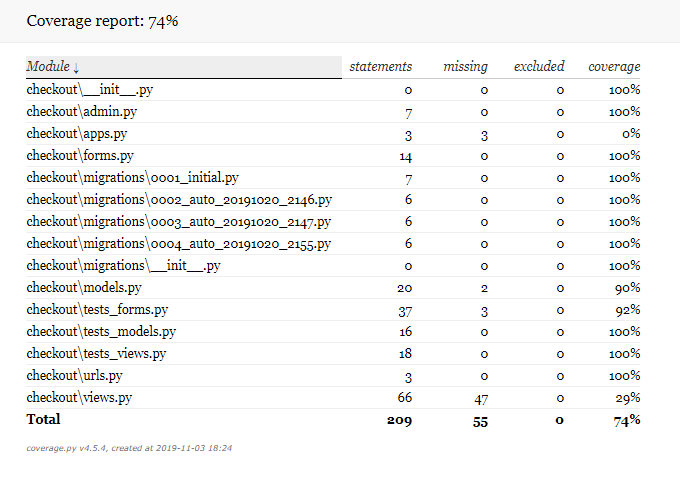 Coverage report: 74%
Module ↓ statements missing excluded coverage
checkout\__init__.py 0 0 0 100%
checkout\admin.py 7 0 0 100%
checkout\apps.py 3 3 0 0%
checkout\forms.py 14 0 0 100%
checkout\migrations\0001_initial.py 7 0 0 100%
checkout\migrations\0002_auto_20191020_2146.py 6 0 0 100%
checkout\migrations\0003_auto_20191020_2147.py 6 0 0 100%
checkout\migrations\0004_auto_20191020_2155.py 6 0 0 100%
checkout\migrations\__init__.py 0 0 0 100%
checkout\models.py 20 2 0 90%
checkout\tests_forms.py 37 3 0 92%
checkout\tests_models.py 16 0 0 100%
checkout\tests_views.py 18 0 0 100%
checkout\urls.py 3 0 0 100%
checkout\views.py 66 47 0 29%
Total 209 55 0 74%
coverage.py v4.5.4, created at 2019-11-03 18:24